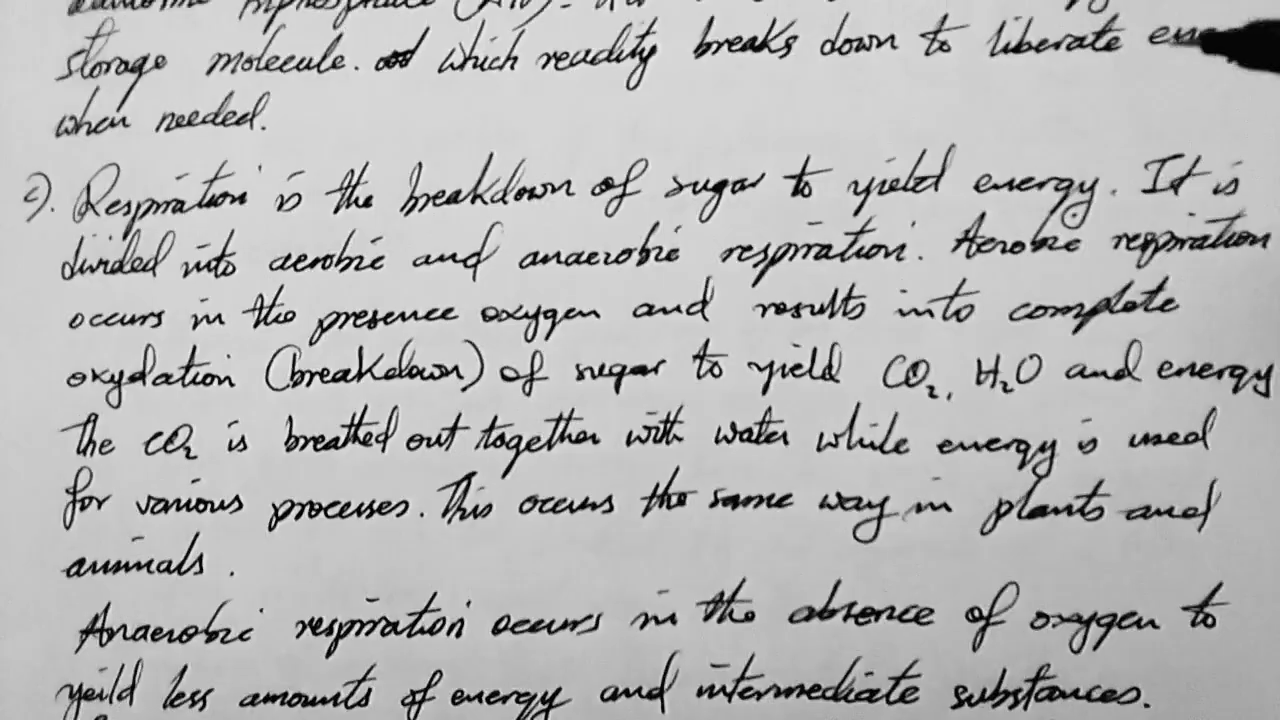 Triphosphate
storage molecule. which readily breaks down to liberate
when needed.
c). Respiration is the breakdown of sugar to yield energy. It is
divided into aerobic and anaerobic respiration. Aerobic respiration
occurs in the presence oxygen and results into complete
oxydation (breakdown) of sugar to yield CO₂, H₂O and energy
the CO₂ is breathed out together with water while energy is used
for various processes. This occurs the same way in plants and
animals.
Anaerobic respiration occurs in the absence of oxygen to
yeild less amounts of energy and intermediate substances.